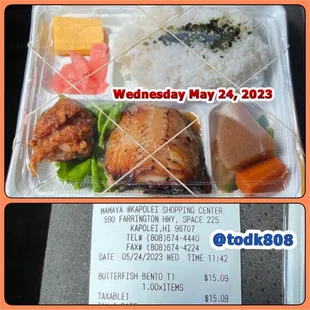 Wednesday May 24, 2023
MAMAYA @KAPOLEI SHOPPING CENTER
590 FARRINGTON HWY, SPACE 225
KAPOLEI,HI 96707
TEL# (808)674-4440
FAX# (808)674-4224
DATE 05/24/2023 WED TIME 11:42
@todk808
BUTTERFISH BENTO T1 $15.09
1.00xITEMS
TAXABLE1 $15.09